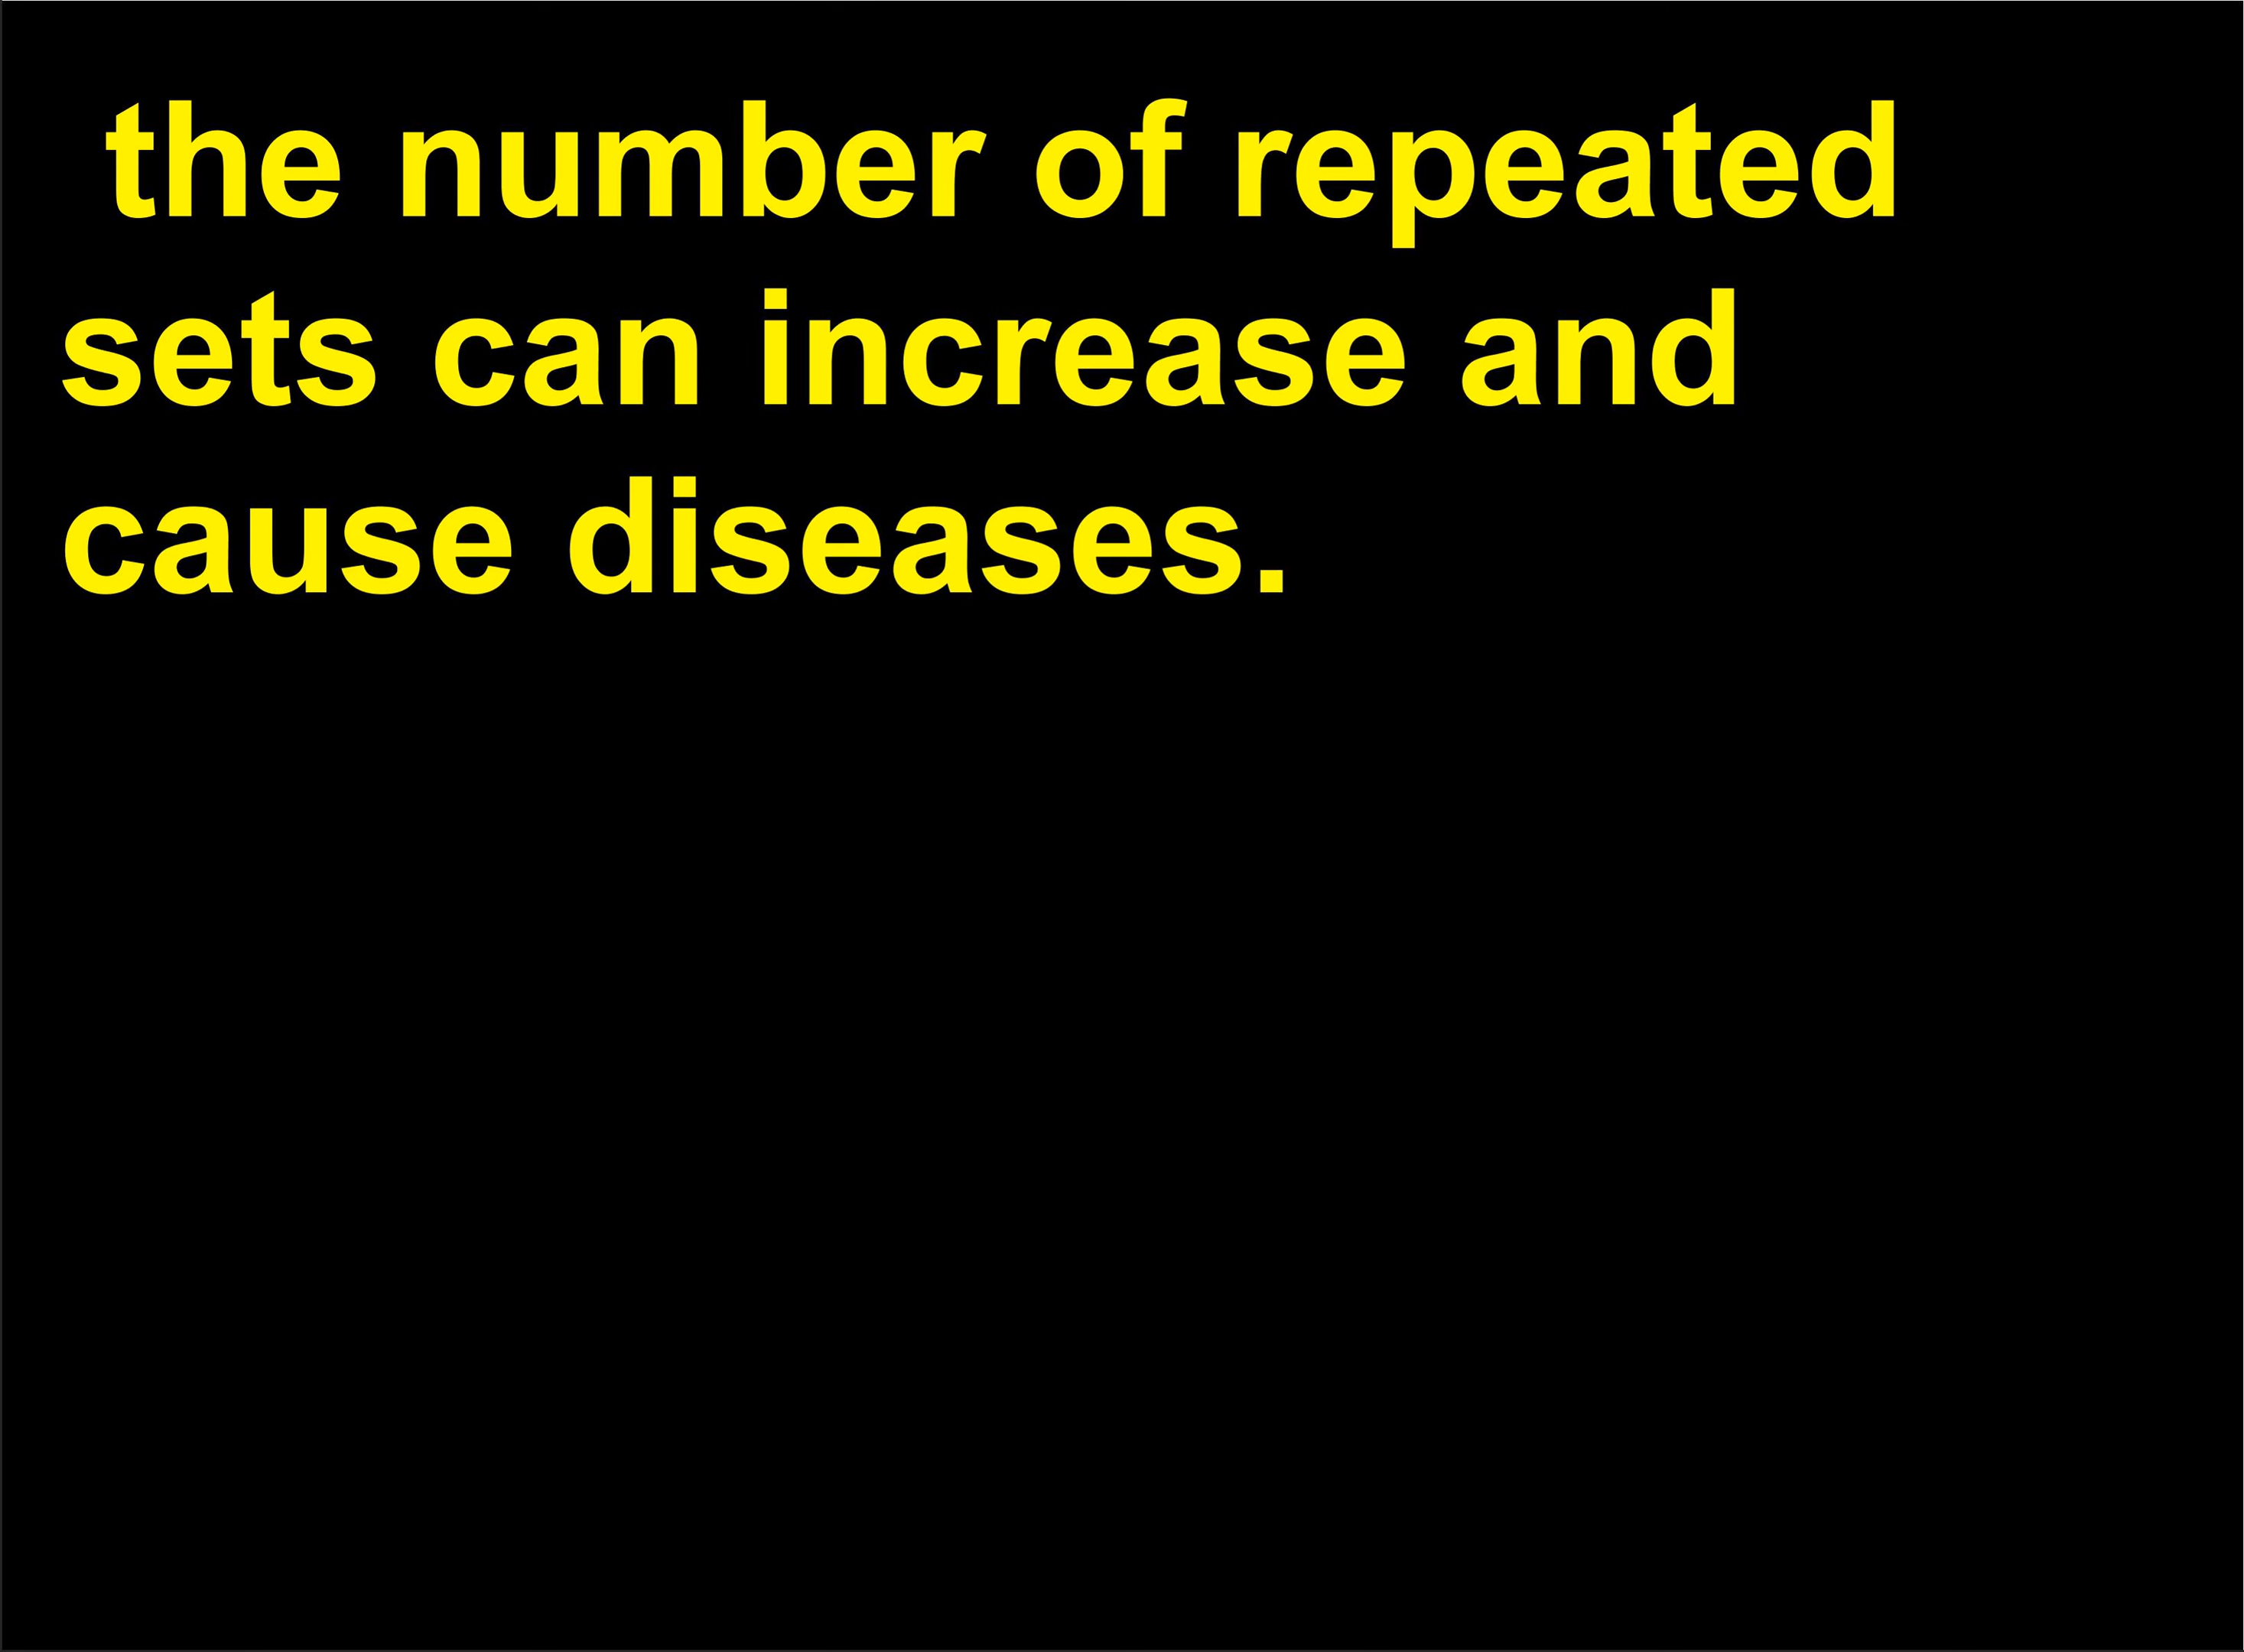 the number of repeated
sets can increase and
cause diseases.